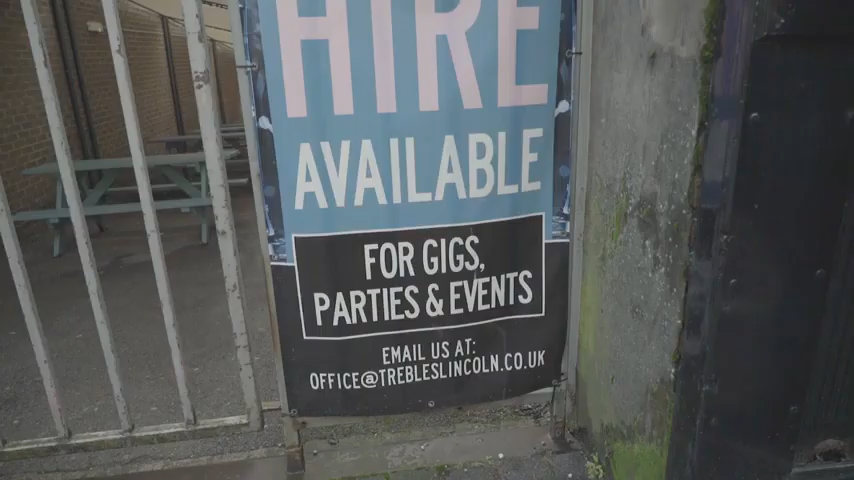 HIRE
AVAILABLE
FOR GIGS,
PARTIES & EVENTS
EMAIL US AT:
OFFICE@TREBLESLINCOLN.CO.UK